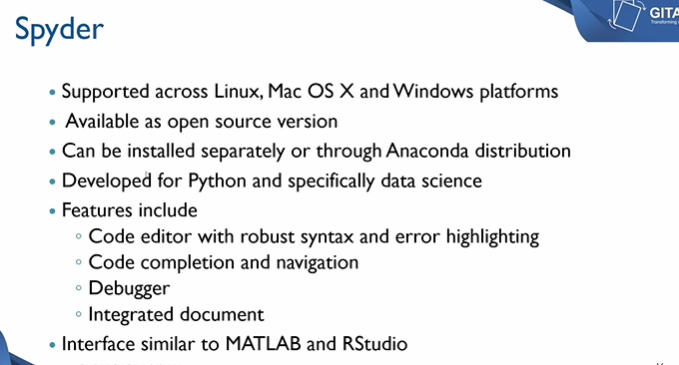 Spyder
GITA
• Supported across Linux, Mac OS X and Windows platforms
• Available as open source version
• Can be installed separately or through Anaconda distribution
• Developed for Python and specifically data science
• Features include
◦ Code editor with robust syntax and error highlighting
◦ Code completion and navigation
◦ Debugger
◦ Integrated document
• Interface similar to MATLAB and RStudio